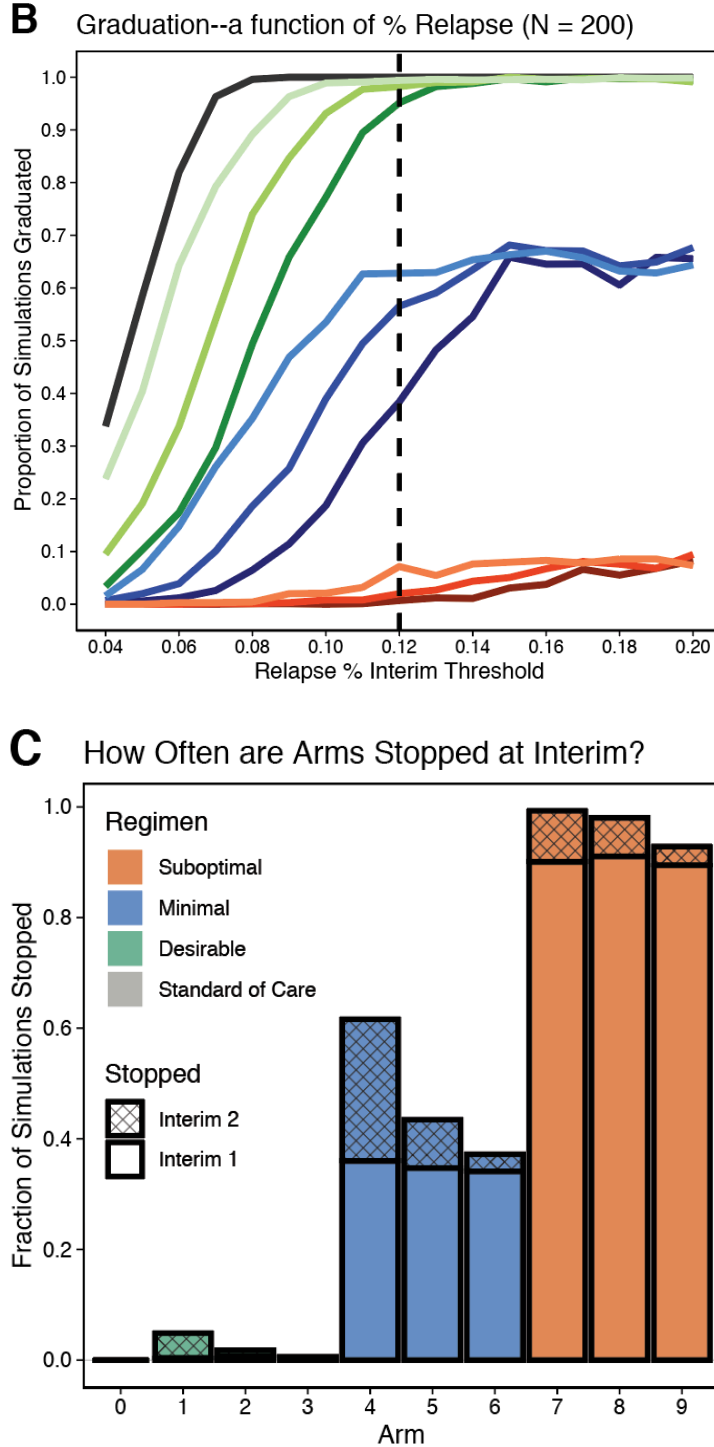 B Graduation--a function of % Relapse (N = 200)
Proportion of Simulations Graduated
1.0
0.9
0.8
0.7
0.6
0.5
0.4
0.3
0.2
0.1
0.0
0.04 0.06 0.08 0.10 0.12 0.14 0.16 0.18 0.20
Relapse % Interim Threshold
C How Often are Arms Stopped at Interim?
Fraction of Simulations Stopped
1.0
0.8
0.6
0.4
0.2
0.0
Regimen
Suboptimal
Minimal
Desirable
Standard of Care
Stopped
Interim 2
Interim 1
0 1 2 3 4 5 6 7 8 9
Arm